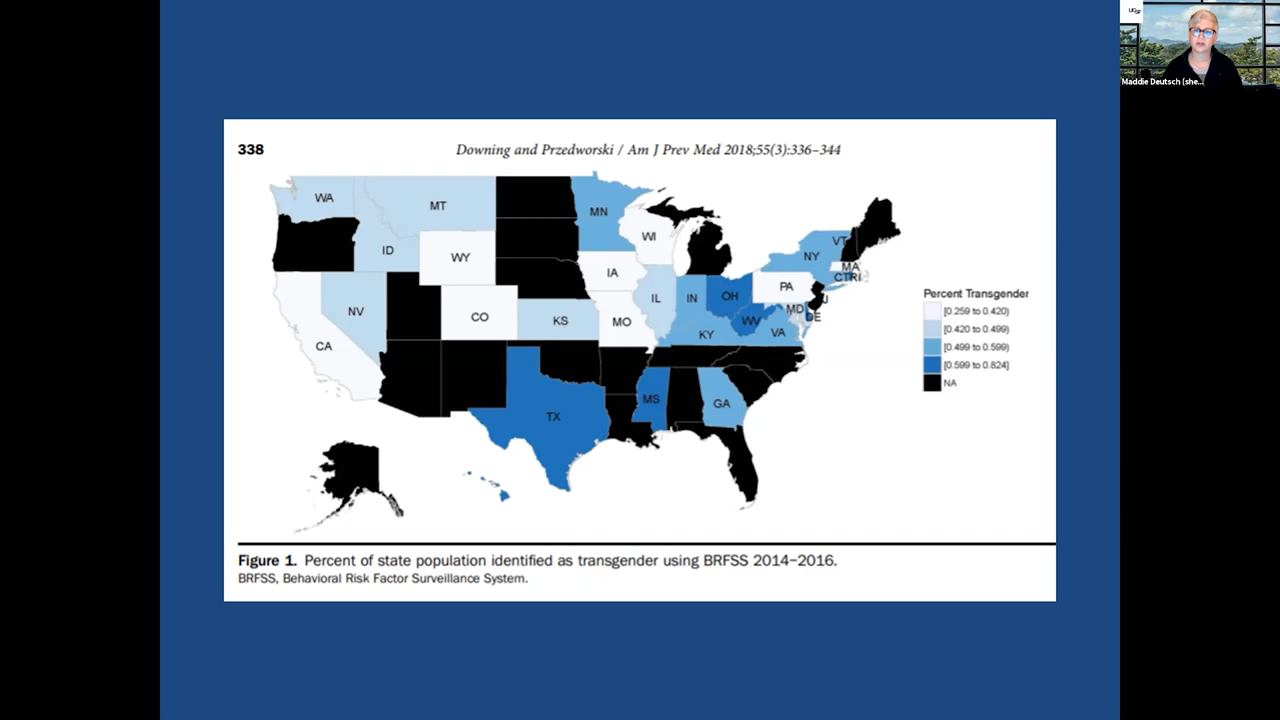 UCSF
Maddie Deutsch (she...
338
Downing and Przedworski / Am J Prev Med 2018;55(3):336–344
WA
MT
MN
ID
WY
WI
VT
NY
MA
CTRI
IA
PA
NV
IL
IN
OH
MD
J
DE
CO
KS
MO
WV
VA
KY
CA
MS
GA
TX
Percent Transgender
[0.259 to 0.420)
[0.420 to 0.499)
[0.499 to 0.599)
[0.599 to 0.824]
NA
Figure 1. Percent of state population identified as transgender using BRFSS 2014–2016.
BRFSS, Behavioral Risk Factor Surveillance System.